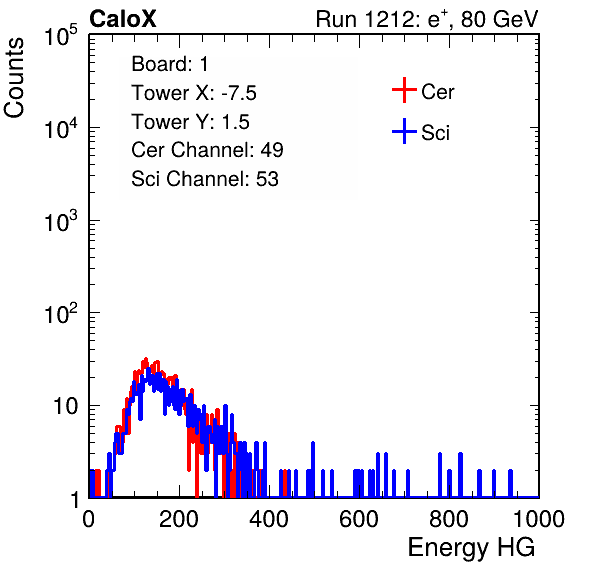 CaloX Run 1212: e⁺, 80 GeV
Counts
10⁵
10⁴
10³
10²
10
1
Board: 1
Tower X: -7.5
Tower Y: 1.5
Cer Channel: 49
Sci Channel: 53
Cer
Sci
0 200 400 600 800 1000
Energy HG